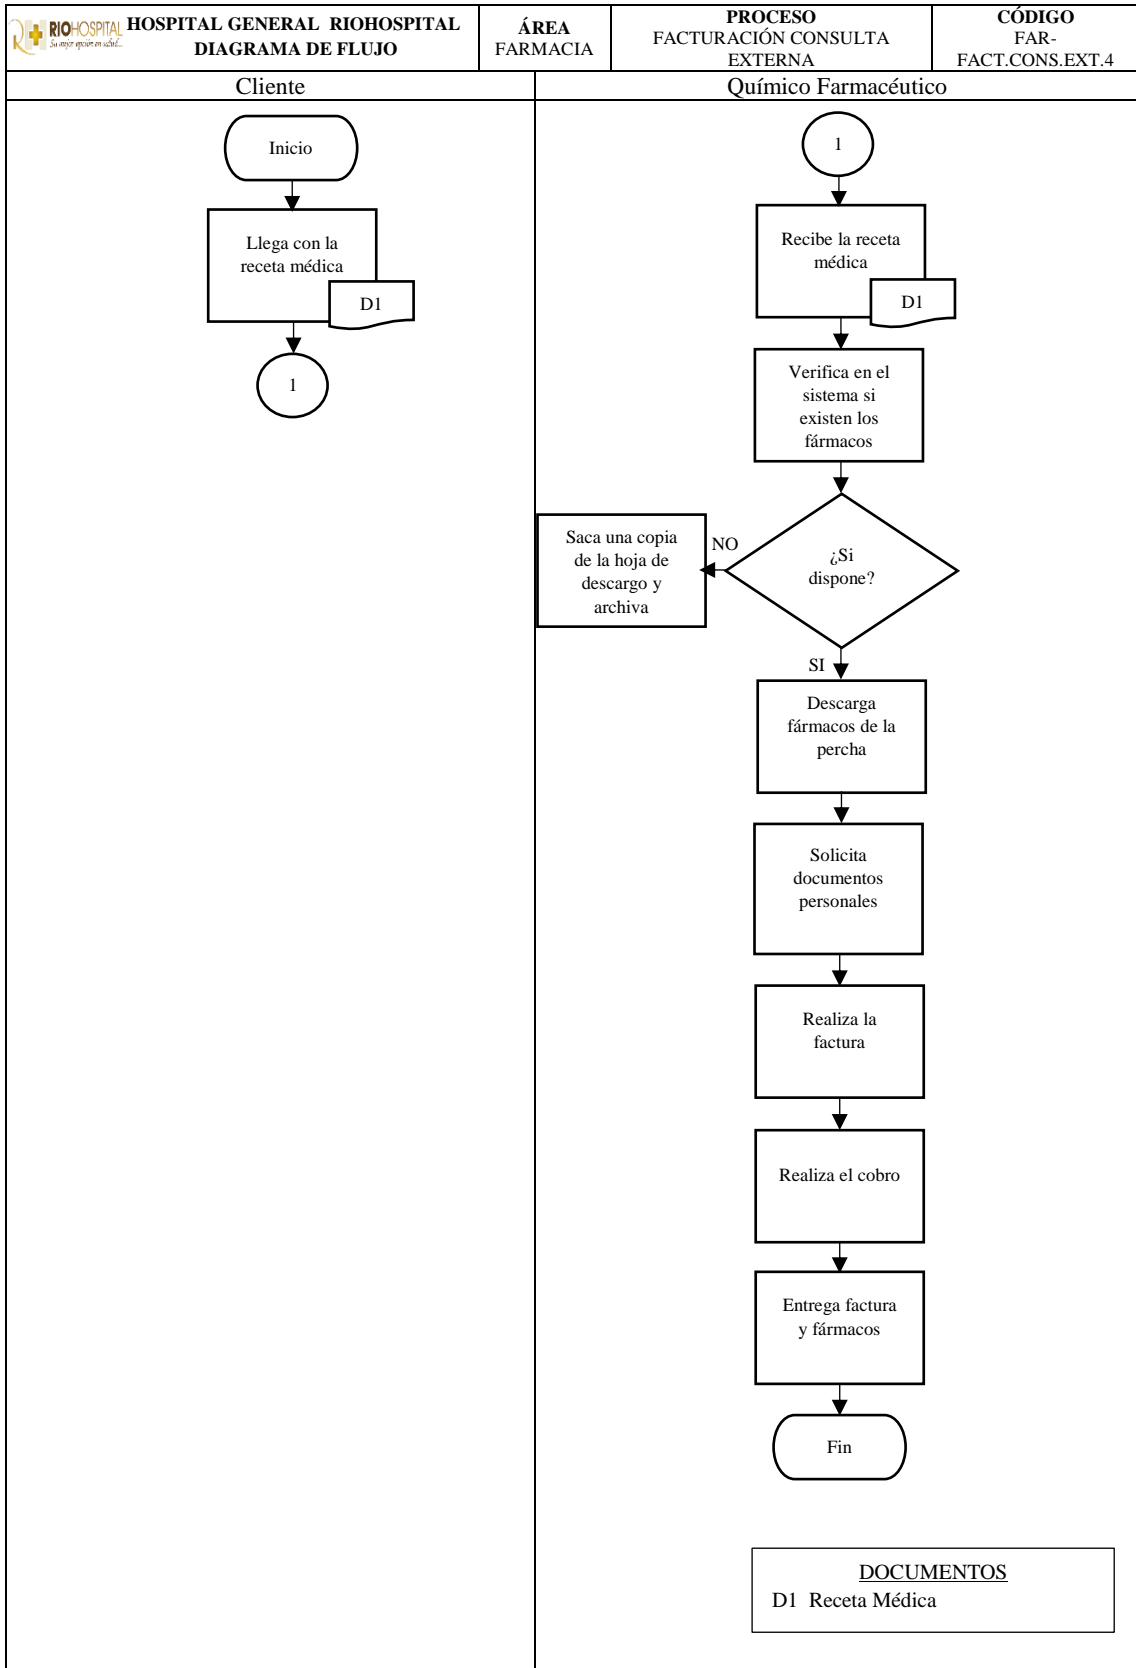 RIOHOSPITAL
Su mejor opción en salud...
HOSPITAL GENERAL RIOHOSPITAL
DIAGRAMA DE FLUJO
ÁREA
FARMACIA
PROCESO
FACTURACIÓN CONSULTA
EXTERNA
CÓDIGO
FAR-
FACT.CONS.EXT.4
Cliente
Químico Farmacéutico
Inicio
Llega con la
receta médica
D1
1
1
Recibe la receta
médica
D1
Verifica en el
sistema si
existen los
fármacos
¿Si
dispone?
NO
Saca una copia
de la hoja de
descargo y
archiva
SI
Descarga
fármacos de la
percha
Solicita
documentos
personales
Realiza la
factura
Realiza el cobro
Entrega factura
y fármacos
Fin
DOCUMENTOS
D1 Receta Médica